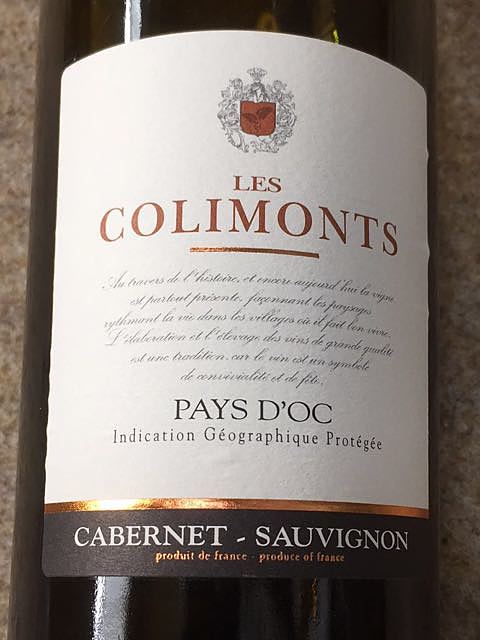 LES
COLIMONTS
Au travers de l'histoire, et encore aujourd'hui la vigne
est partout présente, façonnant les paysages
rythmant la vie dans les villages où il fait bon vivre.
L'élaboration et l'élevage des vins de grande qualité
est une tradition, car le vin est un symbole
de convivialité et de fête.
PAYS D'OC
Indication Géographique Protégée
CABERNET - SAUVIGNON
produit de france - produce of france